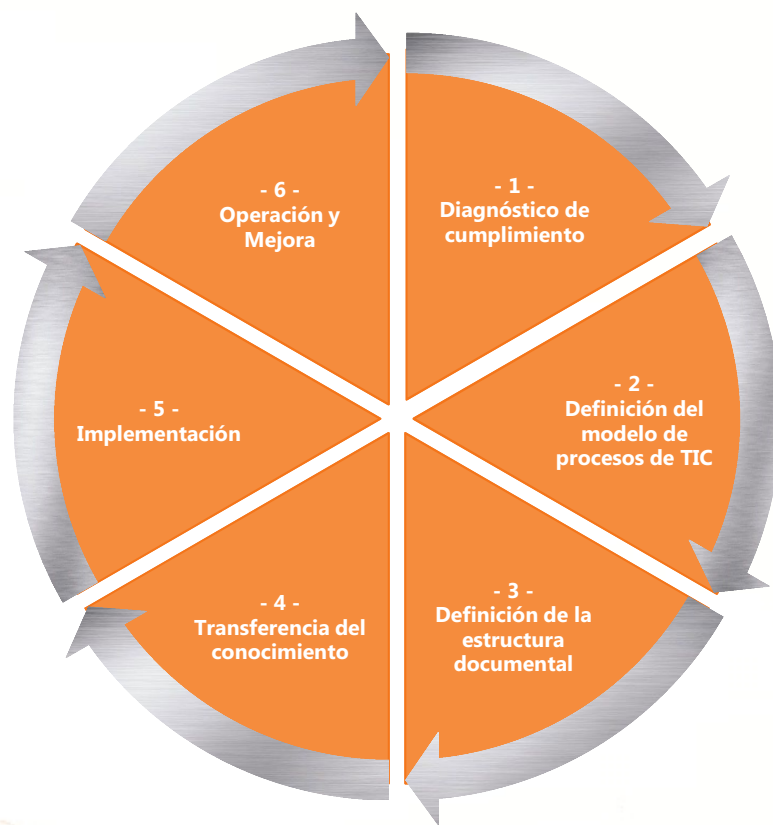 - 1 -
Diagnóstico de
cumplimiento
- 2 -
Definición del
modelo de
procesos de TIC
- 3 -
Definición de la
estructura
documental
- 4 -
Transferencia del
conocimiento
- 5 -
Implementación
- 6 -
Operación y
Mejora